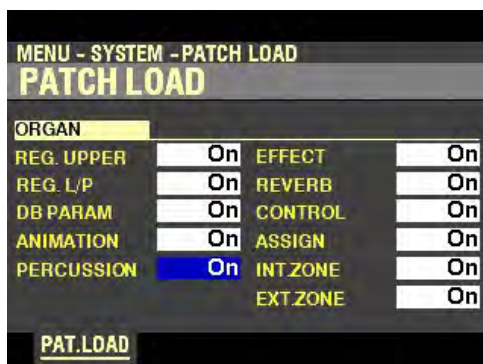 MENU - SYSTEM - PATCH LOAD
PATCH LOAD
ORGAN
REG. UPPER On EFFECT On
REG. L/P On REVERB On
DB PARAM On CONTROL On
ANIMATION On ASSIGN On
PERCUSSION On INT.ZONE On
EXT.ZONE On
PAT.LOAD